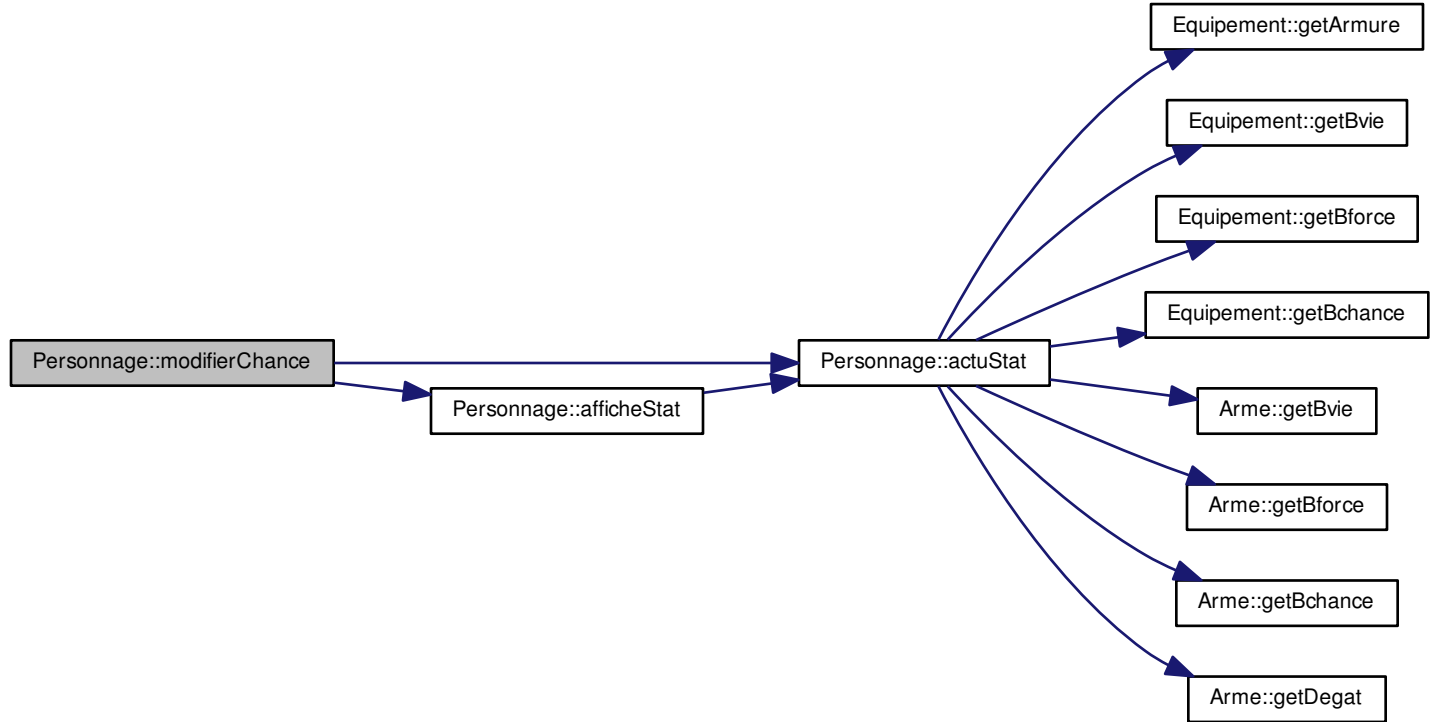 Equipement::getArmure
Equipement::getBvie
Equipement::getBforce
Equipement::getBchance
Personnage::modifierChance
Personnage::actuStat
Personnage::afficheStat
Arme::getBvie
Arme::getBforce
Arme::getBchance
Arme::getDegat